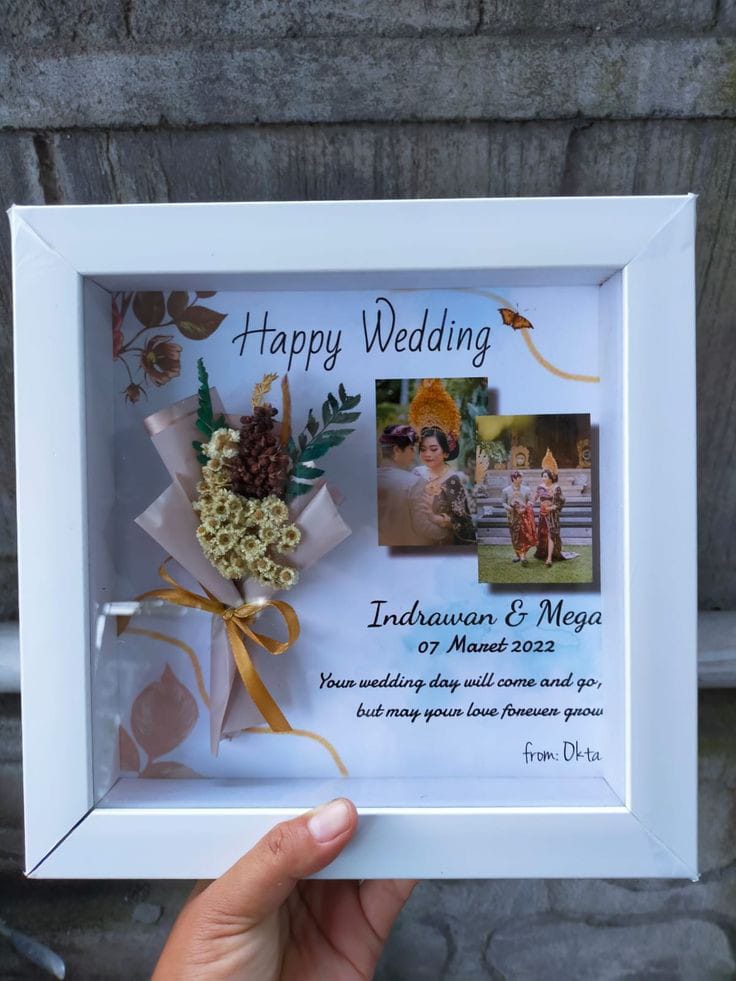 Happy Wedding
Indrawan & Mega
07 Maret 2022
Your wedding day will come and go,
but may your love forever grow
from: Okta